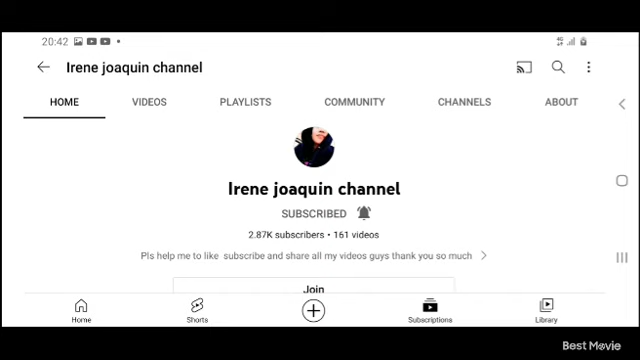 20:42
Irene joaquin channel
HOME VIDEOS PLAYLISTS COMMUNITY CHANNELS ABOUT
Irene joaquin channel
SUBSCRIBED
2.87K subscribers • 161 videos
Pls help me to like subscribe and share all my videos guys thank you so much
Join
Home Shorts Subscriptions Library
Best Movie